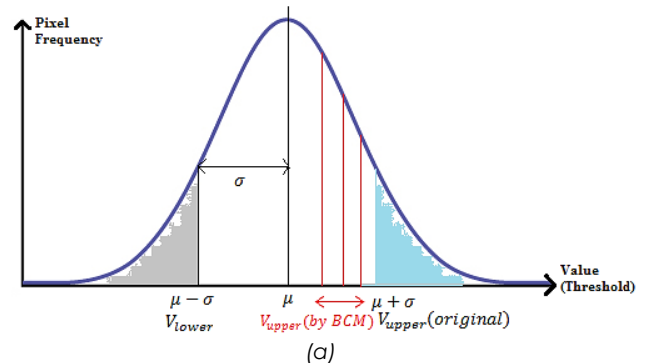 Pixel
Frequency
σ
Value
(Threshold)
μ − σ
μ
μ + σ
V_lower
V_upper(by BCM)
V_upper(original)
(a)